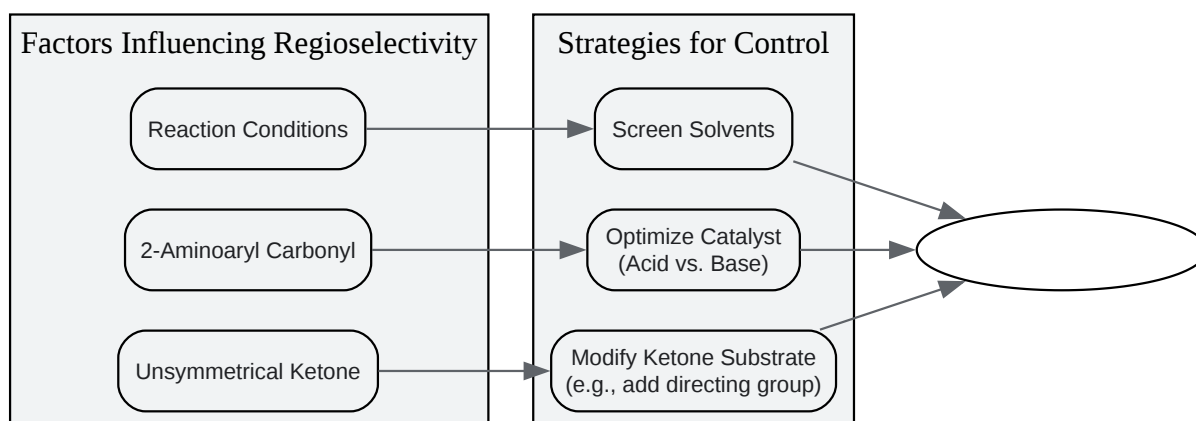 Factors Influencing Regioselectivity
Strategies for Control
Reaction Conditions
Screen Solvents
2-Aminoaryl Carbonyl
Optimize Catalyst
(Acid vs. Base)
Unsymmetrical Ketone
Modify Ketone Substrate
(e.g., add directing group)